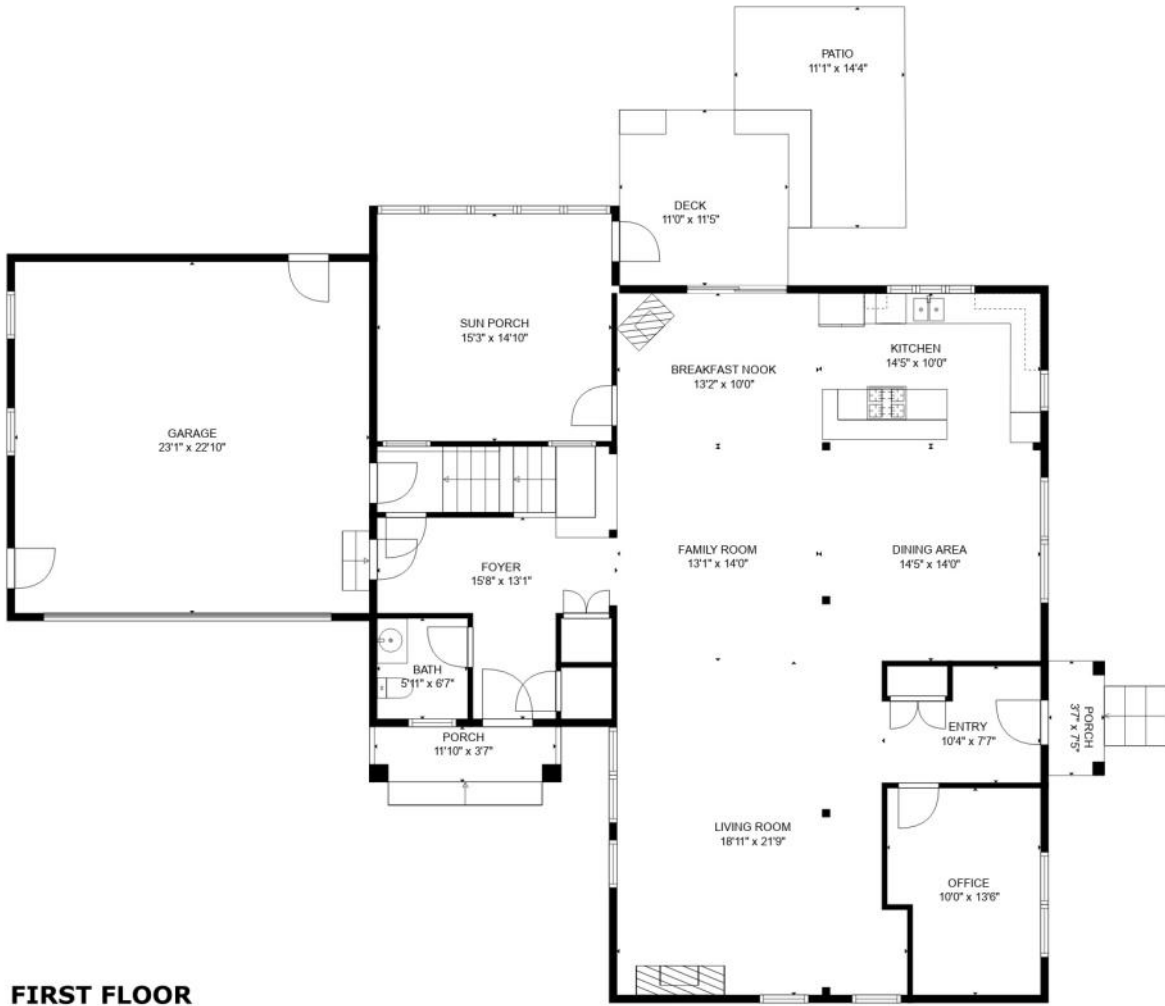 PATIO
11'1" x 14'4"
DECK
11'0" x 11'5"
SUN PORCH
15'3" x 14'10"
KITCHEN
14'5" x 10'0"
BREAKFAST NOOK
13'2" x 10'0"
GARAGE
23'1" x 22'10"
FAMILY ROOM
13'1" x 14'0"
DINING AREA
14'5" x 14'0"
FOYER
15'8" x 13'1"
BATH
5'11" x 6'7"
PORCH
11'10" x 3'7"
ENTRY
10'4" x 7'7"
PORCH
3'7" x 7'5"
LIVING ROOM
18'11" x 21'9"
OFFICE
10'0" x 13'6"
FIRST FLOOR